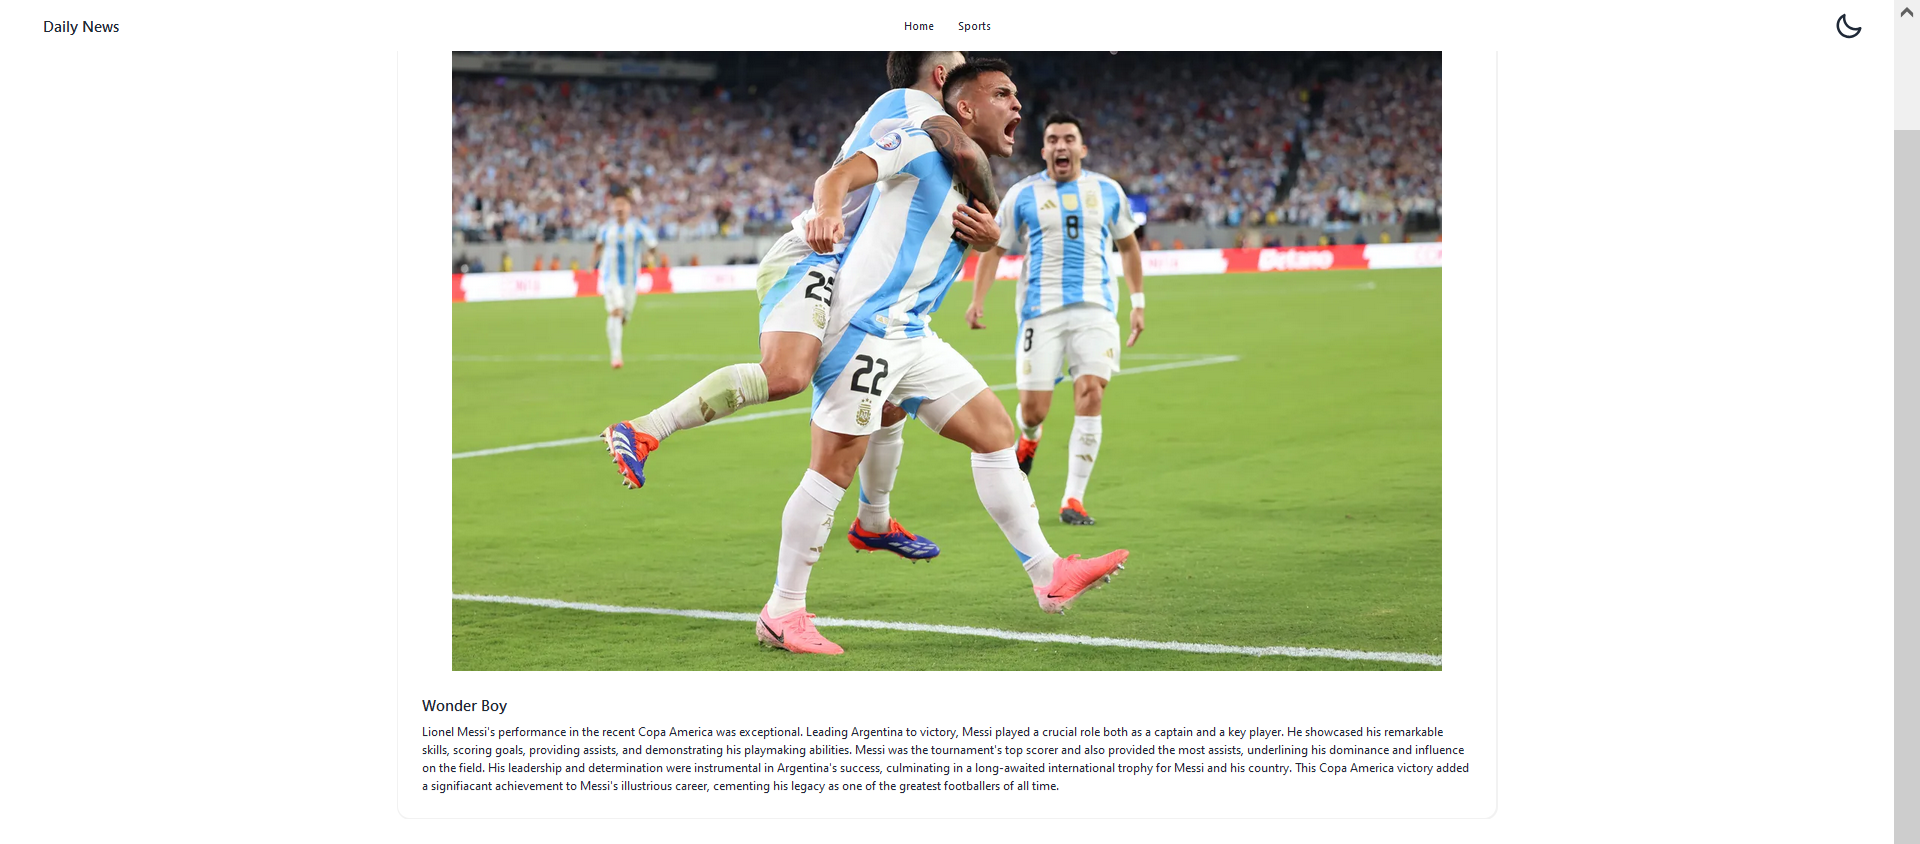 Daily News
Home
Sports
8
25
8
22
Betano
Wonder Boy
Lionel Messi's performance in the recent Copa America was exceptional. Leading Argentina to victory, Messi played a crucial role both as a captain and a key player. He showcased his remarkable
skills, scoring goals, providing assists, and demonstrating his playmaking abilities. Messi was the tournament's top scorer and also provided the most assists, underlining his dominance and influence
on the field. His leadership and determination were instrumental in Argentina's success, culminating in a long-awaited international trophy for Messi and his country. This Copa America victory added
a signifiacant achievement to Messi's illustrious career, cementing his legacy as one of the greatest footballers of all time.